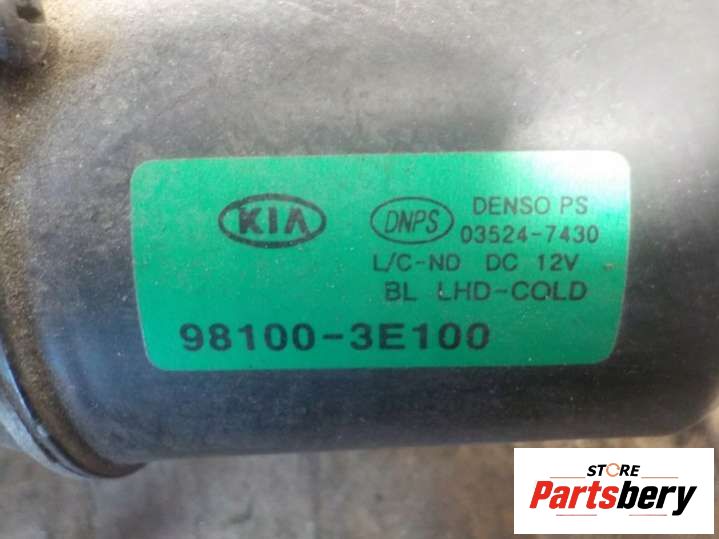 KIA
DNPS
DENSO PS
03524-7430
L/C-ND DC 12V
BL LHD-COLD
98100-3E100
STORE
Partsbery